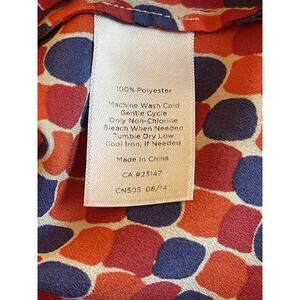 100% Polyester
Machine Wash Cold
Gentle Cycle
Only Non-Chlorine
Bleach When Needed
Tumble Dry Low
Cool Iron, If Needed
Made In China
CA #23147
CN505 06/14